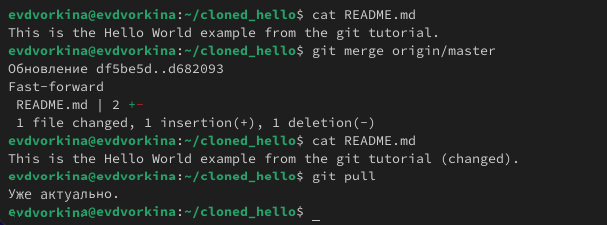 evdvorkina@evdvorkina:~/cloned_hello$ cat README.md
This is the Hello World example from the git tutorial.
evdvorkina@evdvorkina:~/cloned_hello$ git merge origin/master
Обновление df5be5d..d682093
Fast-forward
 README.md | 2 +-
 1 file changed, 1 insertion(+), 1 deletion(-)
evdvorkina@evdvorkina:~/cloned_hello$ cat README.md
This is the Hello World example from the git tutorial (changed).
evdvorkina@evdvorkina:~/cloned_hello$ git pull
Уже актуально.
evdvorkina@evdvorkina:~/cloned_hello$ _